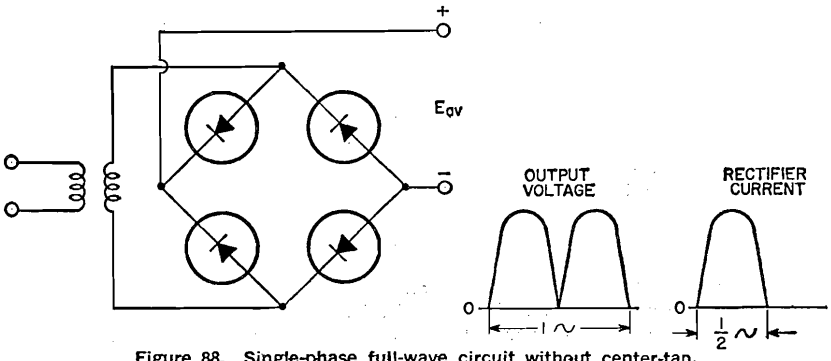 +
Eav
-
OUTPUT
VOLTAGE
RECTIFIER
CURRENT
0
0
1 ~
1/2 ~
Figure 88. Single-phase full-wave circuit without center-tap.